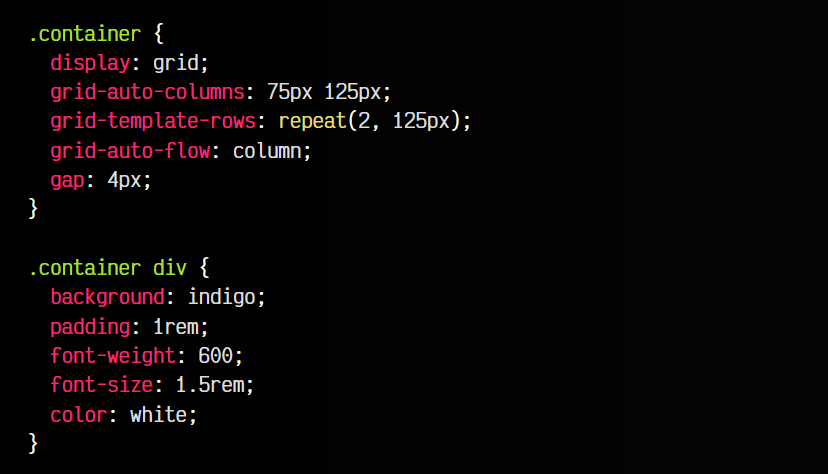 .container {
  display: grid;
  grid-auto-columns: 75px 125px;
  grid-template-rows: repeat(2, 125px);
  grid-auto-flow: column;
  gap: 4px;
}

.container div {
  background: indigo;
  padding: 1rem;
  font-weight: 600;
  font-size: 1.5rem;
  color: white;
}